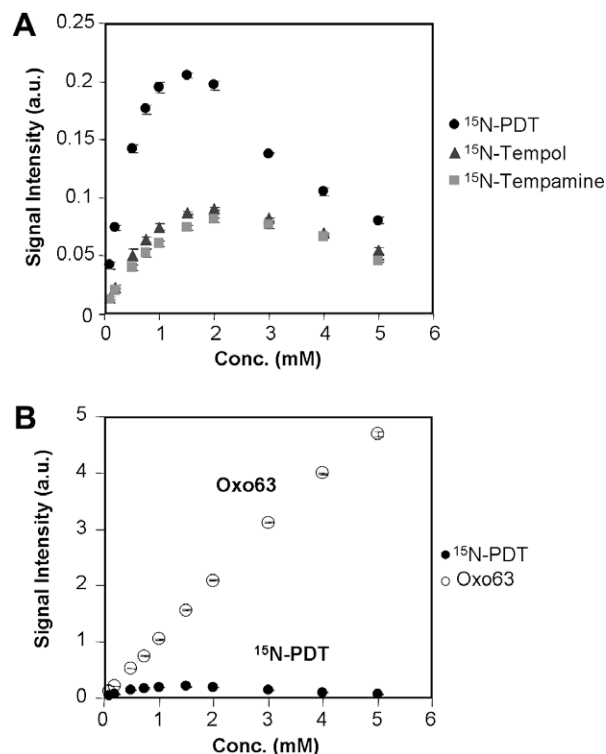 A
0.25
0.2
0.15
0.1
0.05
0
Signal Intensity (a.u.)
0 1 2 3 4 5 6
Conc. (mM)
¹⁵N-PDT
¹⁵N-Tempol
¹⁵N-Tempamine
B
5
4
3
2
1
0
Signal Intensity (a.u.)
Oxo63
¹⁵N-PDT
0 1 2 3 4 5 6
Conc. (mM)
¹⁵N-PDT
Oxo63